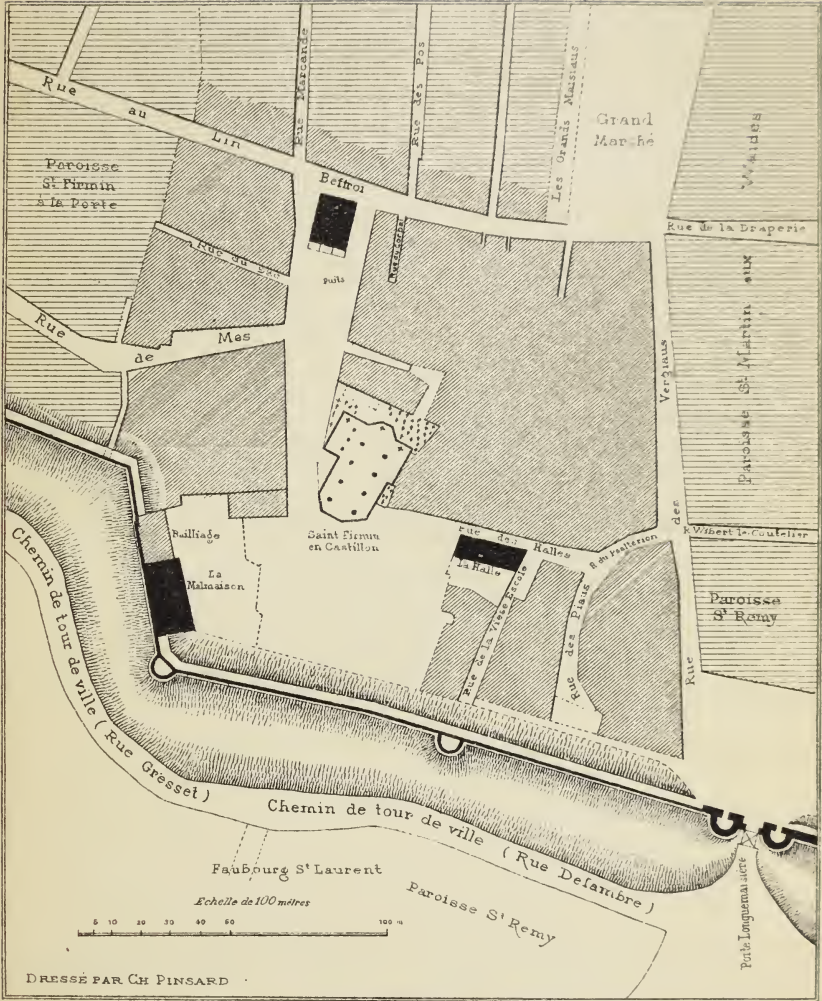 Rue au Lin
Rue Marcande
Rue des Pos
Les Grands Maisiaus
Grand
Marché
Waides
Paroisse
St Firmin
à la Porte
Beffroi
Rue de la Draperie
puits
Rue de Mes
Vergiaus
Paroisse St Martin aux
Saint Firmin
en Castillon
Bailliage
La
Malmaison
Rue des Halles
La Halle
R. du Psalterion
des
R. Wibert-le-Coutelier
Rue de la Viese Escole
Rue des Piaus
Paroisse
St Remy
Rue
Chemin de tour de ville (Rue Gresset)
Chemin de tour de ville (Rue Defambre)
Faubourg St Laurent
Paroisse St Remy
Porte Longuemaisière
Echelle de 100 mètres
5 10 20 30 40 50 100 m
DRESSÉ PAR CH PINSARD